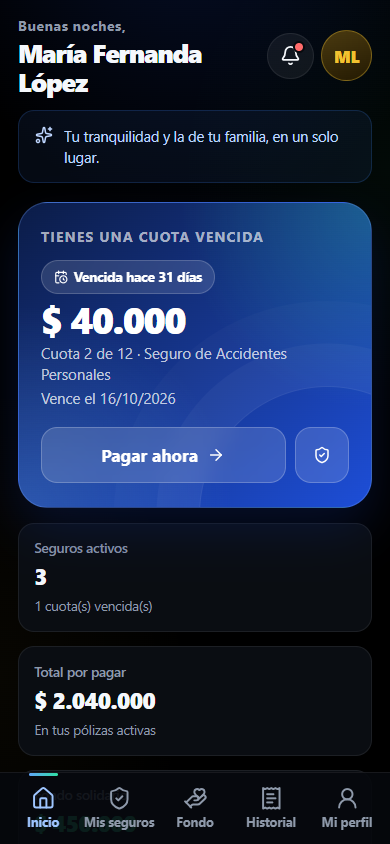 Buenas noches,
María Fernanda
López
ML
Tu tranquilidad y la de tu familia, en un solo
lugar.
TIENES UNA CUOTA VENCIDA
Vencida hace 31 días
$ 40.000
Cuota 2 de 12 · Seguro de Accidentes
Personales
Vence el 16/10/2026
Pagar ahora
Seguros activos
3
1 cuota(s) vencida(s)
Total por pagar
$ 2.040.000
En tus pólizas activas
Inicio
Mis seguros
Fondo
Historial
Mi perfil